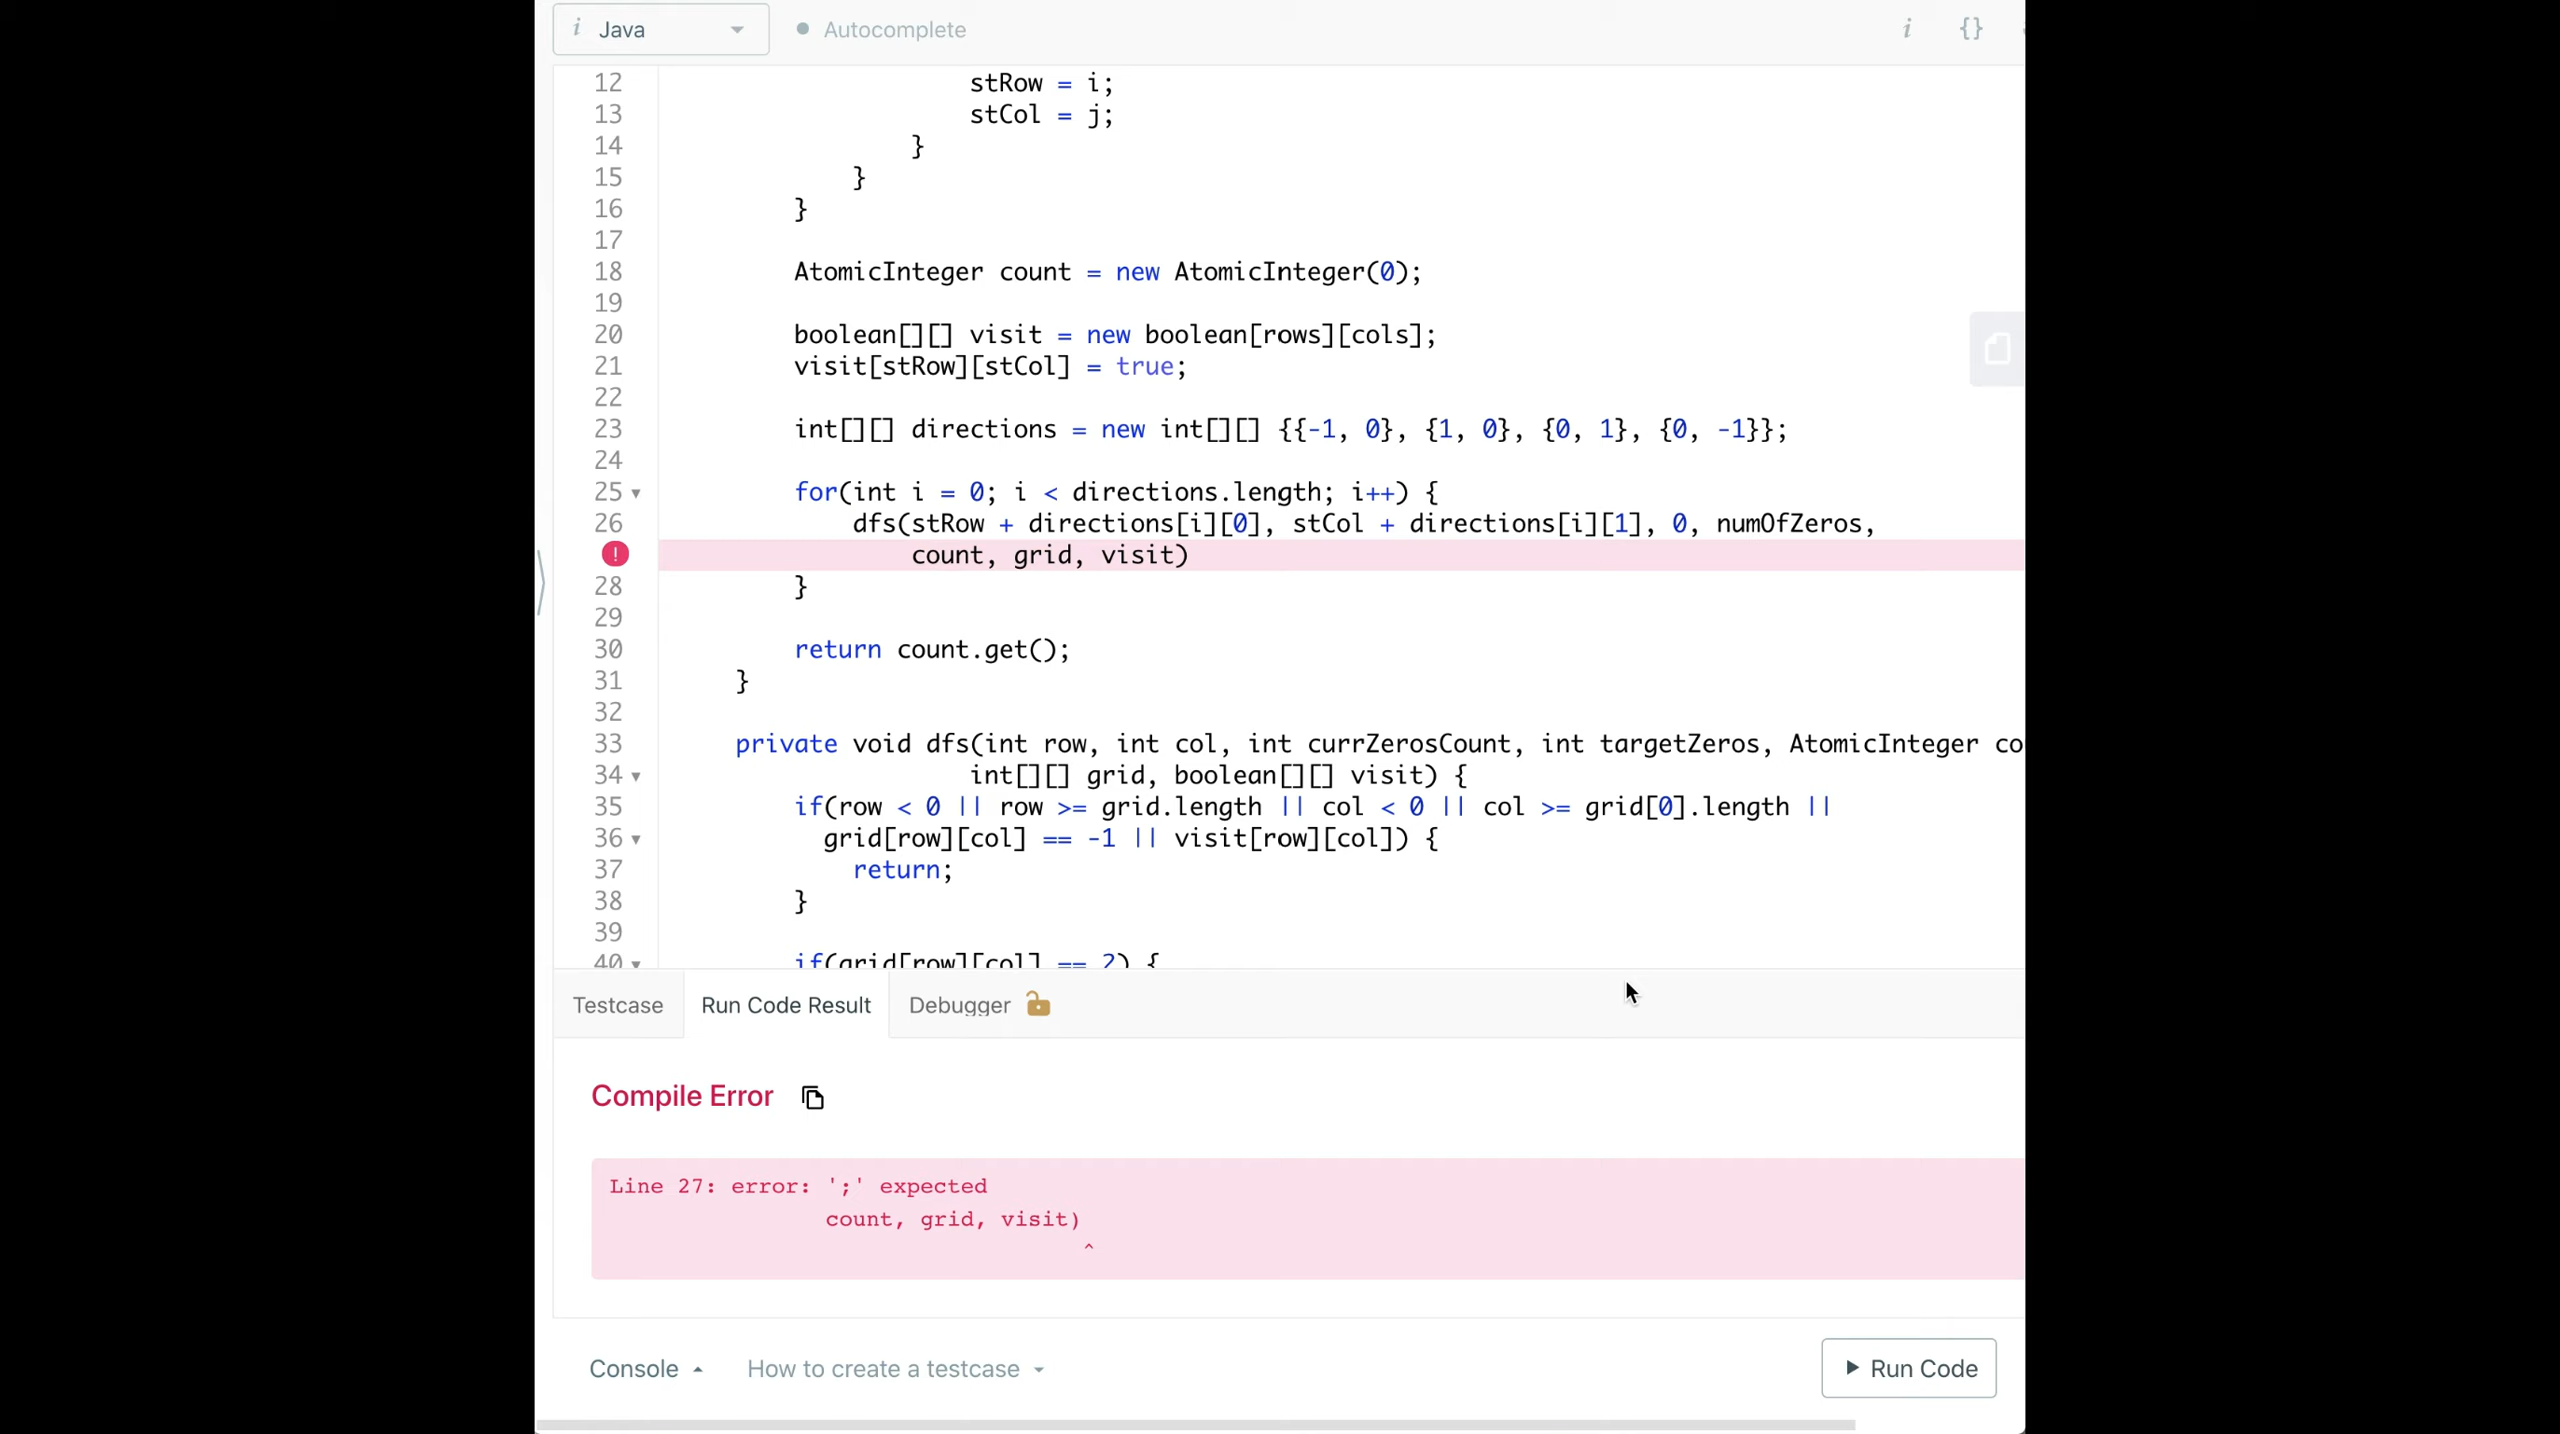 i Java
Autocomplete
i {}
12 stRow = i;
13 stCol = j;
14 }
15 }
16 }
17
18 AtomicInteger count = new AtomicInteger(0);
19
20 boolean[][] visit = new boolean[rows][cols];
21 visit[stRow][stCol] = true;
22
23 int[][] directions = new int[][] {{-1, 0}, {1, 0}, {0, 1}, {0, -1}};
24
25 for(int i = 0; i < directions.length; i++) {
26 dfs(stRow + directions[i][0], stCol + directions[i][1], 0, numOfZeros,
! count, grid, visit)
28 }
29
30 return count.get();
31 }
32
33 private void dfs(int row, int col, int currZerosCount, int targetZeros, AtomicInteger co
34 int[][] grid, boolean[][] visit) {
35 if(row < 0 || row >= grid.length || col < 0 || col >= grid[0].length ||
36 grid[row][col] == -1 || visit[row][col]) {
37 return;
38 }
39
40 if(grid[row][col] == 2) {
Testcase
Run Code Result
Debugger
Compile Error
Line 27: error: ';' expected
count, grid, visit)
^
Console
How to create a testcase
Run Code